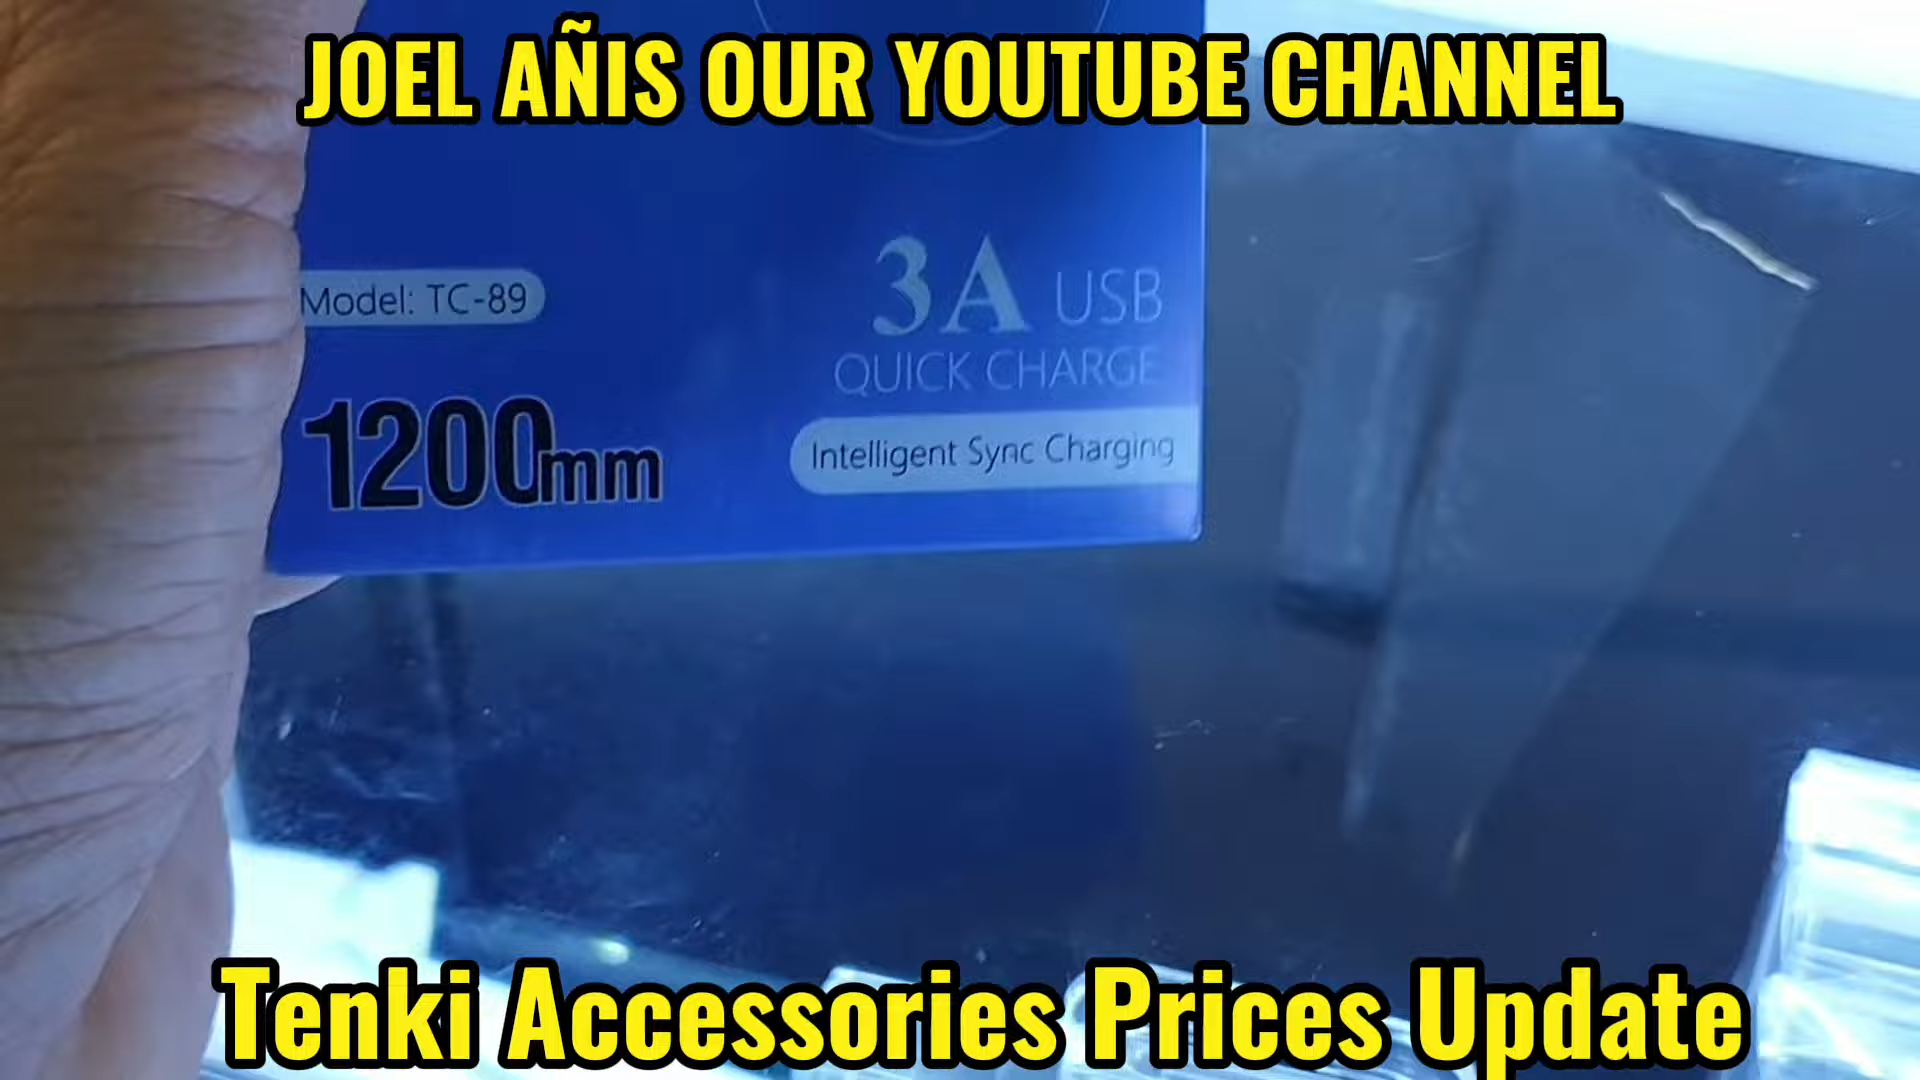 JOEL AÑIS OUR YOUTUBE CHANNEL
Model: TC-89
3A USB
QUICK CHARGE
1200mm
Intelligent Sync Charging
Tenki Accessories Prices Update